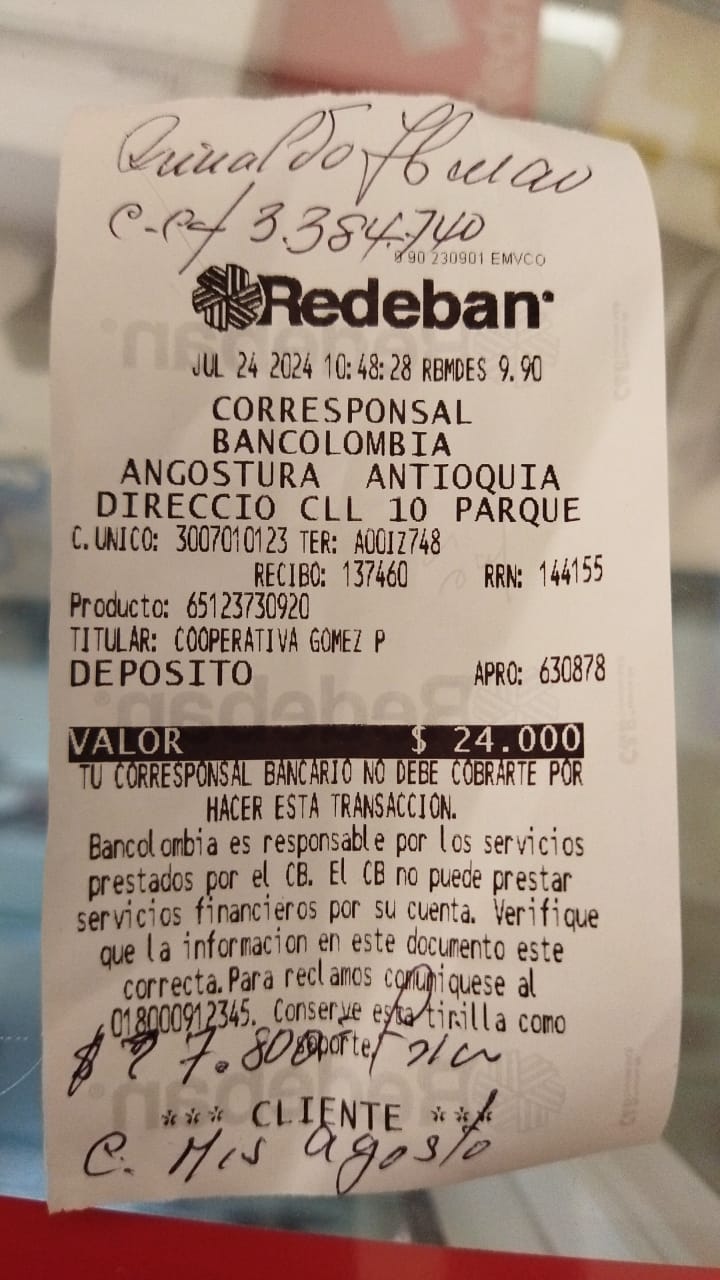 C.C 3.384.740
9 90 230901 EMVCO
Redeban
JUL 24 2024 10:48:28 RBMDES 9.90
CORRESPONSAL
BANCOLOMBIA
ANGOSTURA ANTIOQUIA
DIRECCIO CLL 10 PARQUE
C. UNICO: 3007010123 TER: A00IZ748
RECIBO: 137460 RRN: 144155
Producto: 65123730920
TITULAR: COOPERATIVA GOMEZ P
DEPOSITO APRO: 630878
VALOR $ 24.000
TU CORRESPONSAL BANCARIO NO DEBE COBRARTE POR
HACER ESTA TRANSACCION.
Bancolombia es responsable por los servicios
prestados por el CB. El CB no puede prestar
servicios financieros por su cuenta. Verifique
que la informacion en este documento este
correcta. Para reclamos comuniquese al
018000912345. Conserve esta tirilla como
soporte.
7.800
*** CLIENTE ***
C. Mes agosto